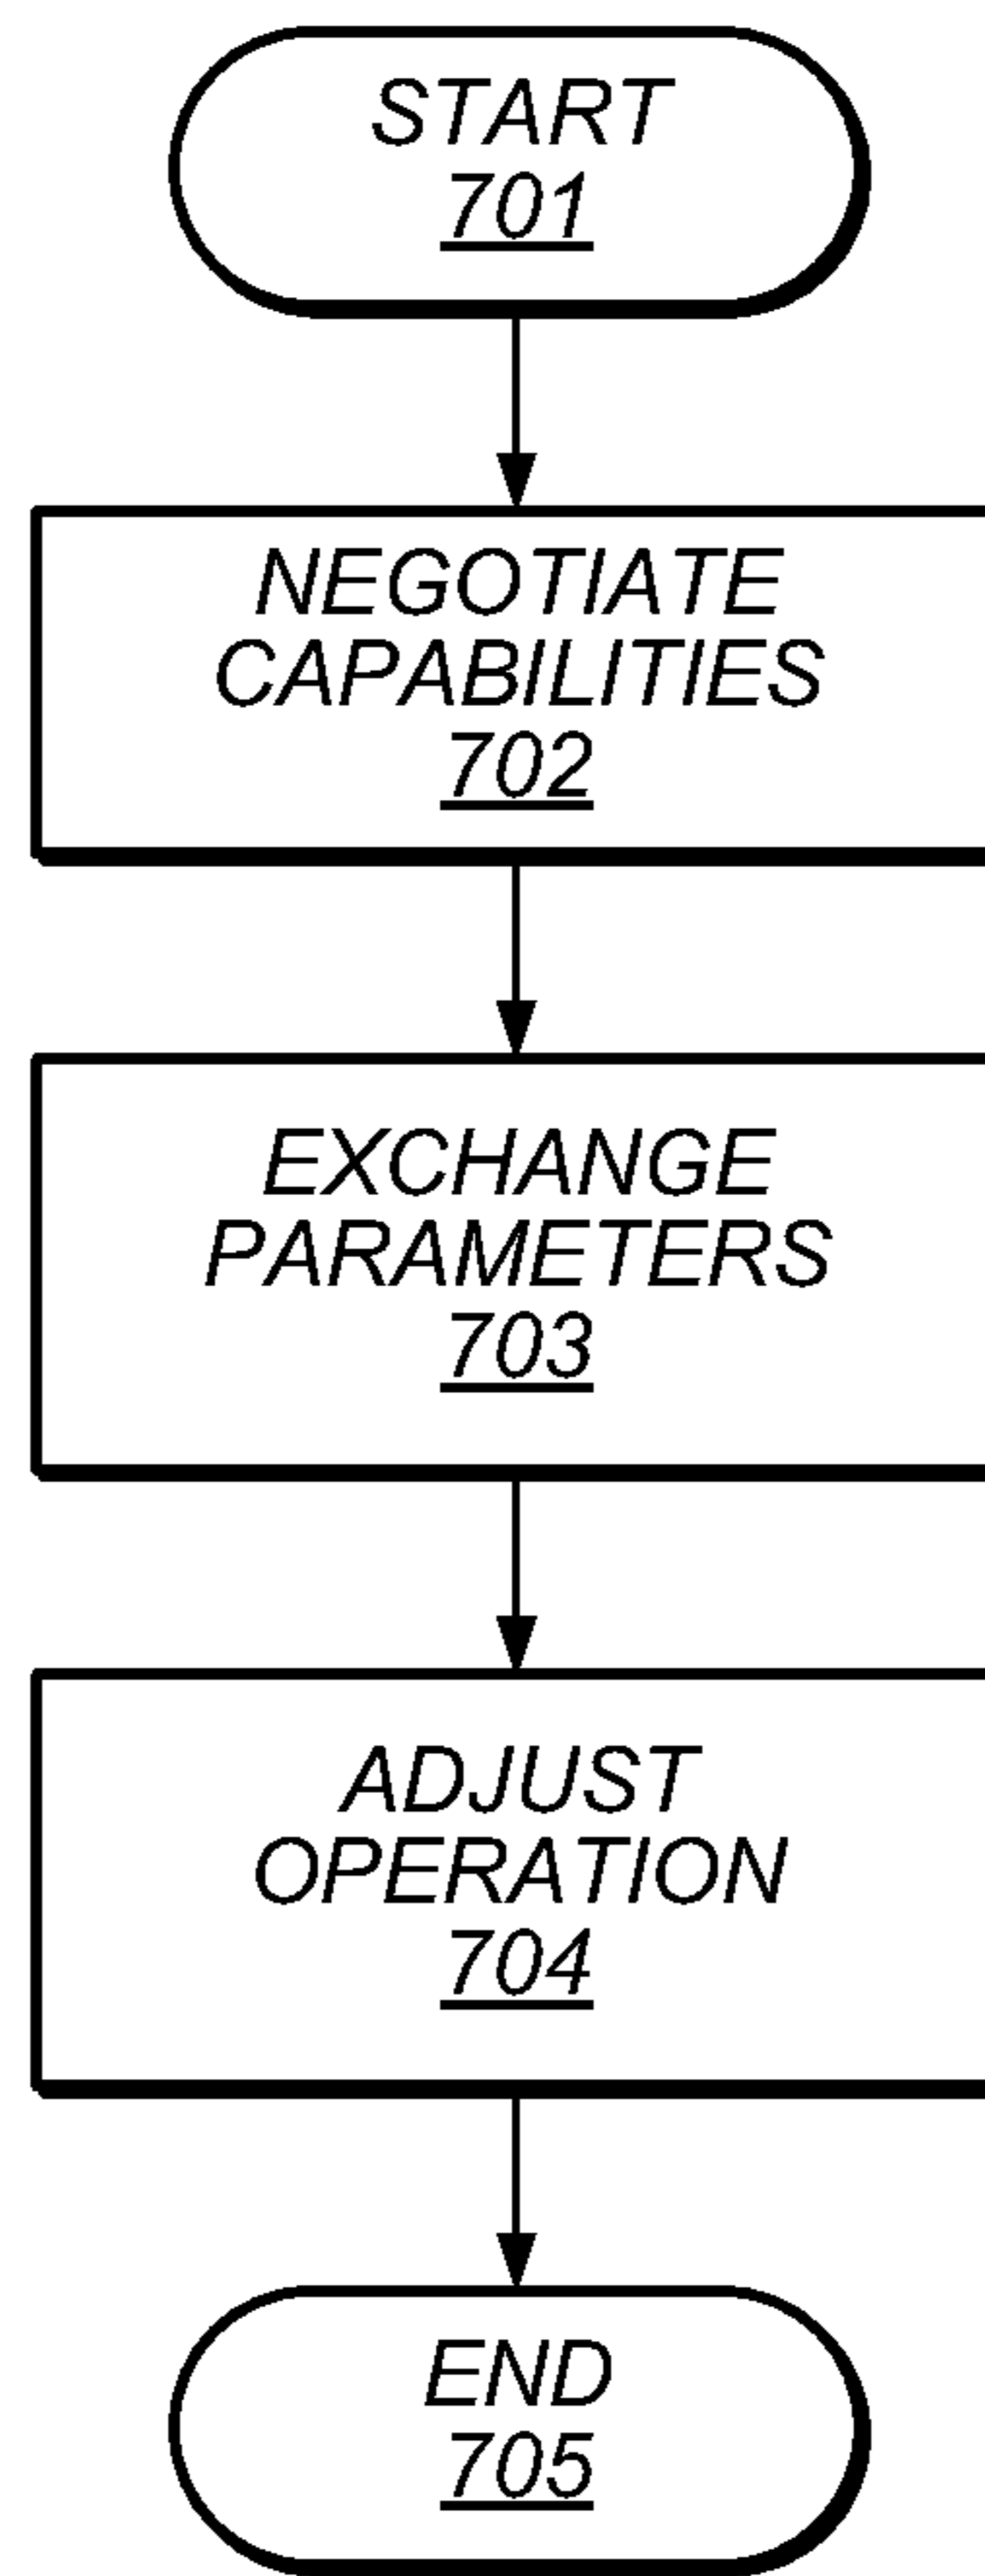 START
701
NEGOTIATE
CAPABILITIES
702
EXCHANGE
PARAMETERS
703
ADJUST
OPERATION
704
END
705